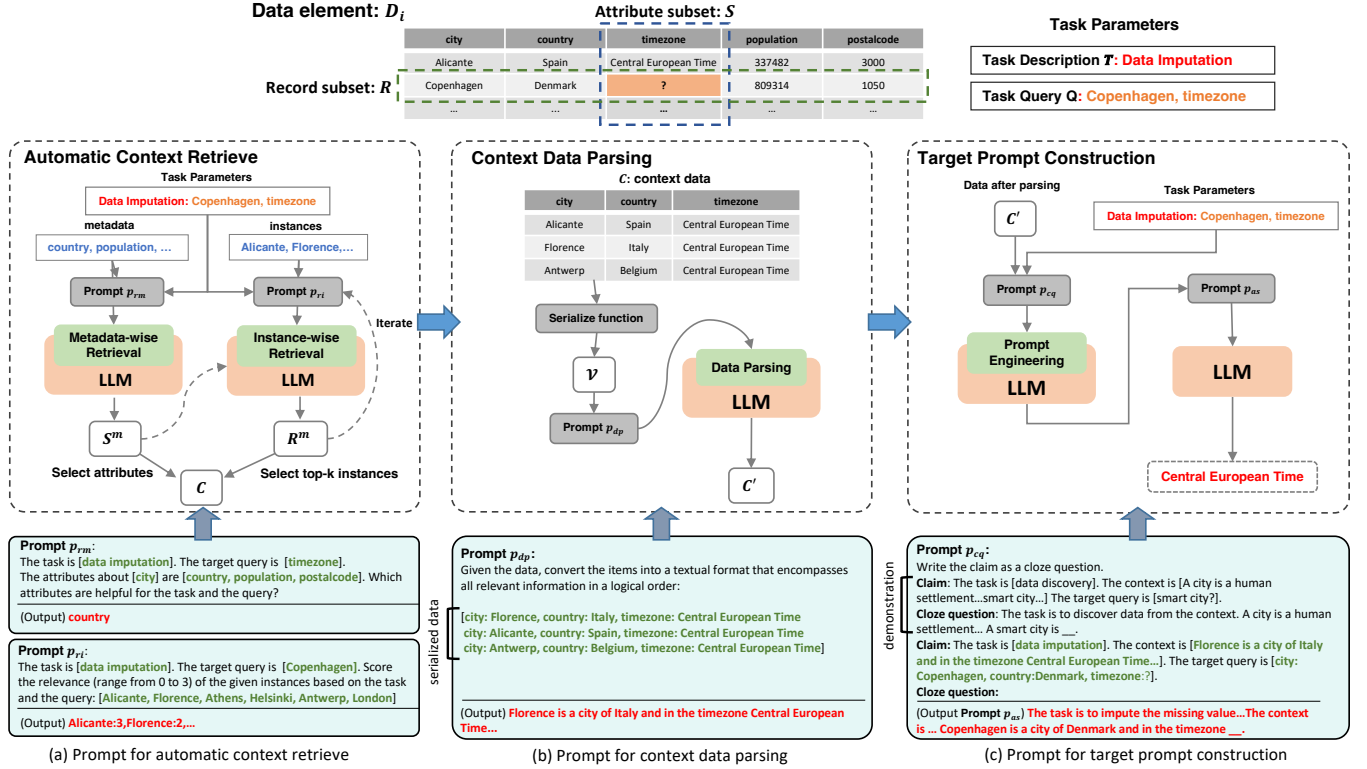 Data element: D_i
Attribute subset: S
Task Parameters
city country timezone population postalcode
Alicante Spain Central European Time 337482 3000
Copenhagen Denmark ? 809314 1050
... ... ... ... ...
Record subset: R
Task Description T: Data Imputation
Task Query Q: Copenhagen, timezone
Automatic Context Retrieve
Task Parameters
Data Imputation: Copenhagen, timezone
metadata
instances
country, population, ...
Alicante, Florence,...
Prompt p_rm
Prompt p_ri
Iterate
Metadata-wise
Retrieval
LLM
Instance-wise
Retrieval
LLM
S^m
R^m
Select attributes
Select top-k instances
C
Context Data Parsing
C: context data
city country timezone
Alicante Spain Central European Time
Florence Italy Central European Time
Antwerp Belgium Central European Time
Serialize function
V
Prompt p_dp
Data Parsing
LLM
C'
Target Prompt Construction
Data after parsing
Task Parameters
C'
Data Imputation: Copenhagen, timezone
Prompt p_cq
Prompt p_as
Prompt
Engineering
LLM
LLM
Central European Time
Prompt p_rm:
The task is [data imputation]. The target query is [timezone].
The attributes about [city] are [country, population, postalcode]. Which
attributes are helpful for the task and the query?
(Output) country
Prompt p_ri:
The task is [data imputation]. The target query is [Copenhagen]. Score
the relevance (range from 0 to 3) of the given instances based on the task
and the query: [Alicante, Florence, Athens, Helsinki, Antwerp, London]
(Output) Alicante:3,Florence:2,...
(a) Prompt for automatic context retrieve
Prompt p_dp:
Given the data, convert the items into a textual format that encompasses
all relevant information in a logical order:
serialized data
[city: Florence, country: Italy, timezone: Central European Time
city: Alicante, country: Spain, timezone: Central European Time
city: Antwerp, country: Belgium, timezone: Central European Time]
(Output) Florence is a city of Italy and in the timezone Central European
Time...
(b) Prompt for context data parsing
Prompt p_cq:
Write the claim as a cloze question.
demonstration
Claim: The task is [data discovery]. The context is [A city is a human
settlement...smart city...] The target query is [smart city?].
Cloze question: The task is to discover data from the context. A city is a human
settlement... A smart city is __.
Claim: The task is [data imputation]. The context is [Florence is a city of Italy
and in the timezone Central European Time...]. The target query is [city:
Copenhagen, country:Denmark, timezone:?].
Cloze question:
(Output Prompt p_as) The task is to impute the missing value...The context
is ... Copenhagen is a city of Denmark and in the timezone __.
(c) Prompt for target prompt construction